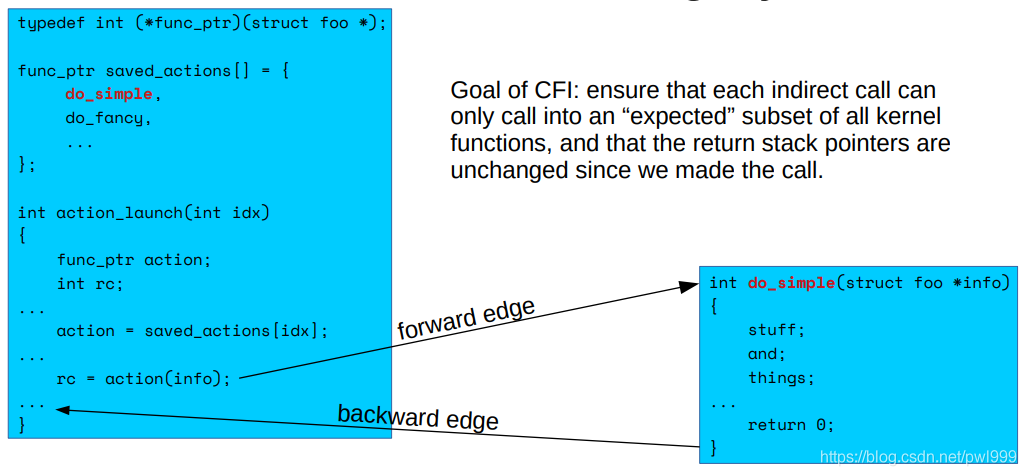 typedef int (*func_ptr)(struct foo *);
func_ptr saved_actions[] = {
do_simple,
do_fancy,
...
};
int action_launch(int idx)
{
func_ptr action;
int rc;
...
action = saved_actions[idx];
...
rc = action(info);
...
}
Goal of CFI: ensure that each indirect call can
only call into an “expected” subset of all kernel
functions, and that the return stack pointers are
unchanged since we made the call.
forward edge
backward edge
int do_simple(struct foo *info)
{
stuff;
and;
things;
...
return 0;
}
https://blog.csdn.net/pwl999